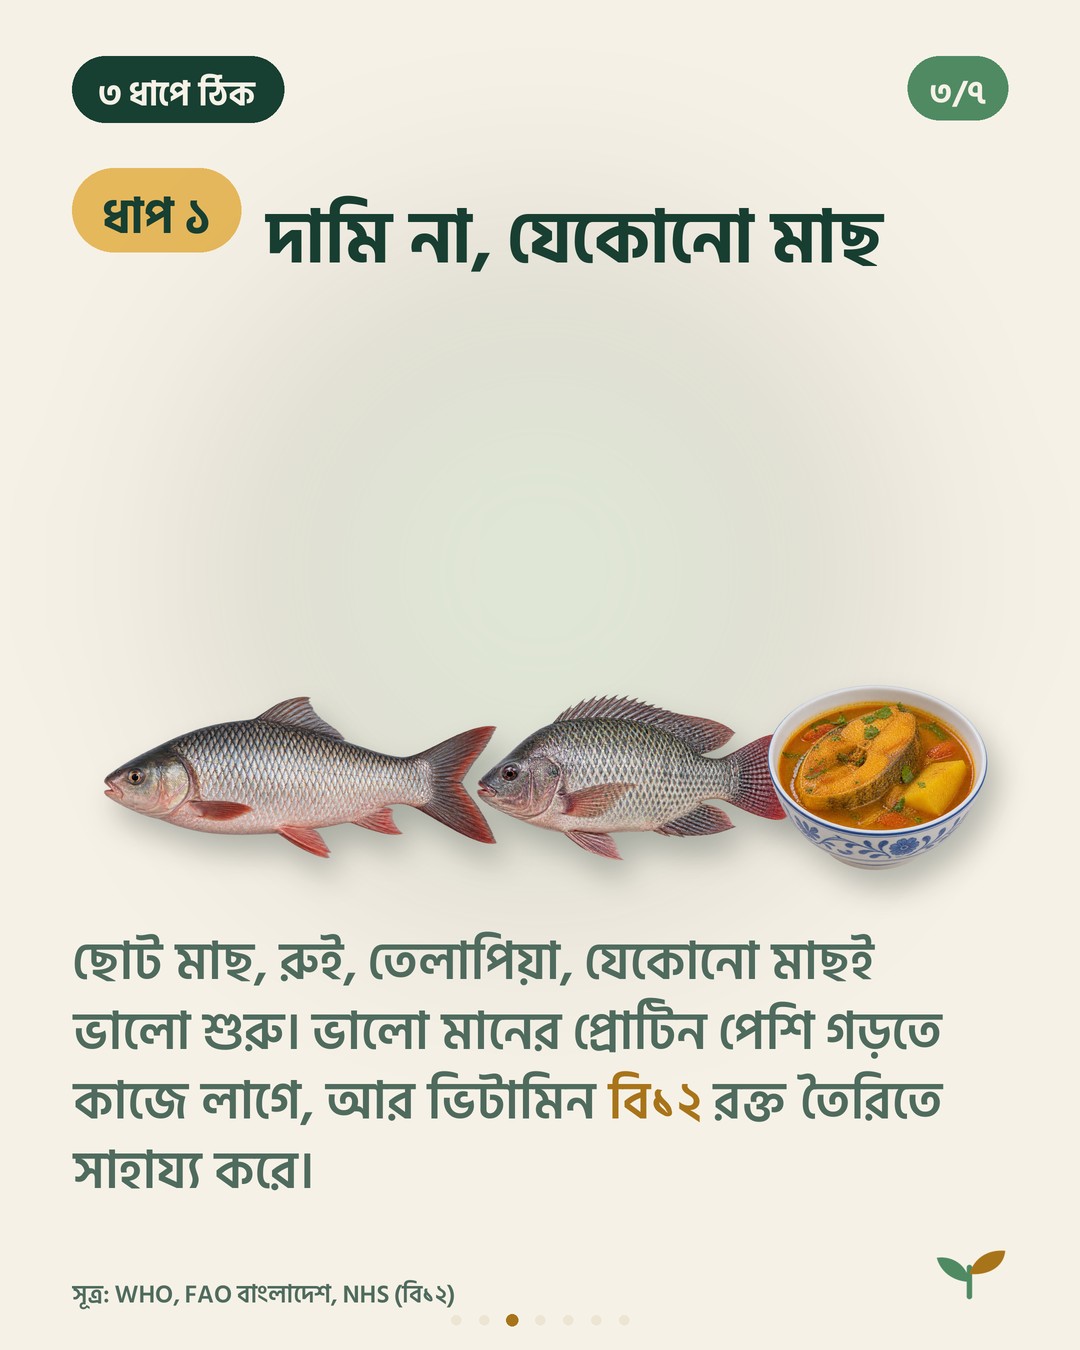 ৩ ধাপে ঠিক
৩/৭
ধাপ ১
দামি না, যেকোনো মাছ
ছোট মাছ, রুই, তেলাপিয়া, যেকোনো মাছই
ভালো শুরু। ভালো মানের প্রোটিন পেশি গড়তে
কাজে লাগে, আর ভিটামিন বি১২ রক্ত তৈরিতে
সাহায্য করে।
সূত্র: WHO, FAO বাংলাদেশ, NHS (বি১২)